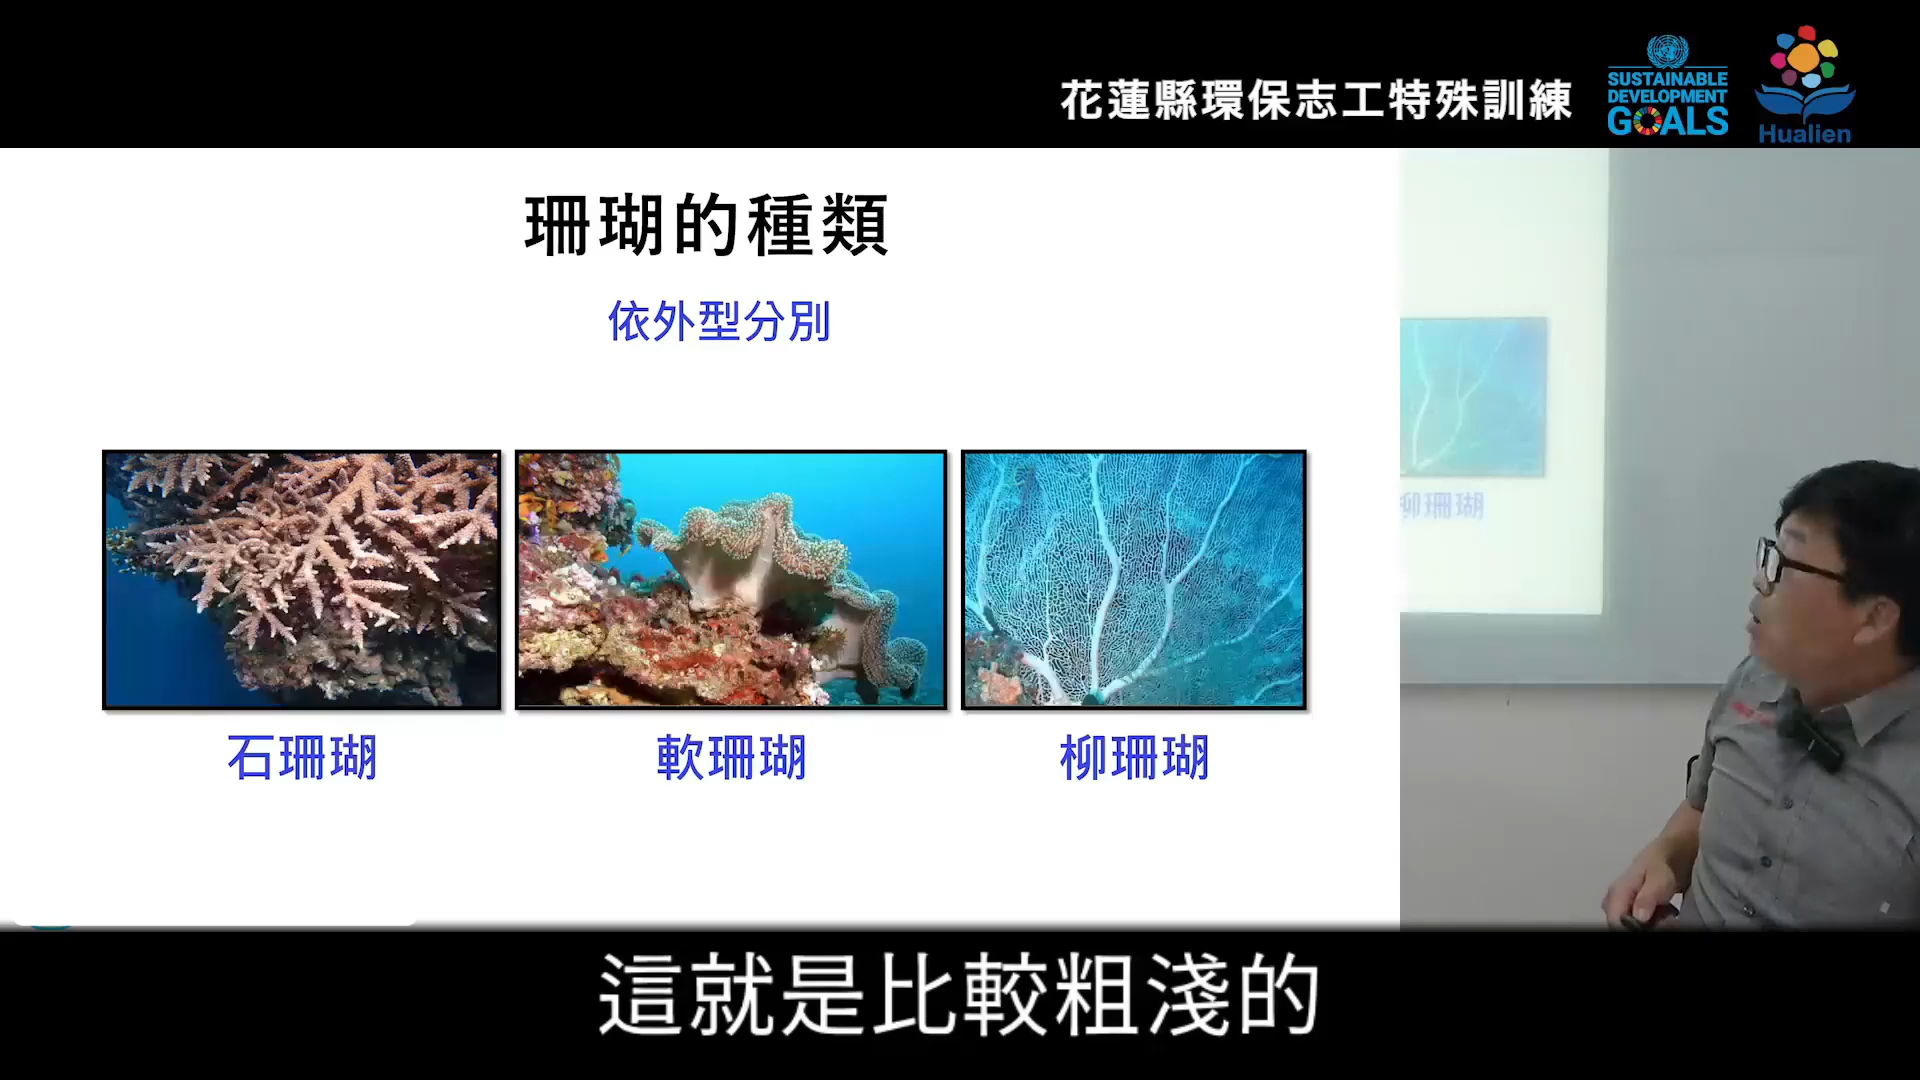 花蓮縣環保志工特殊訓練
SUSTAINABLE
DEVELOPMENT
GOALS
Hualien
珊瑚的種類
依外型分別
石珊瑚
軟珊瑚
柳珊瑚
柳珊瑚
這就是比較粗淺的